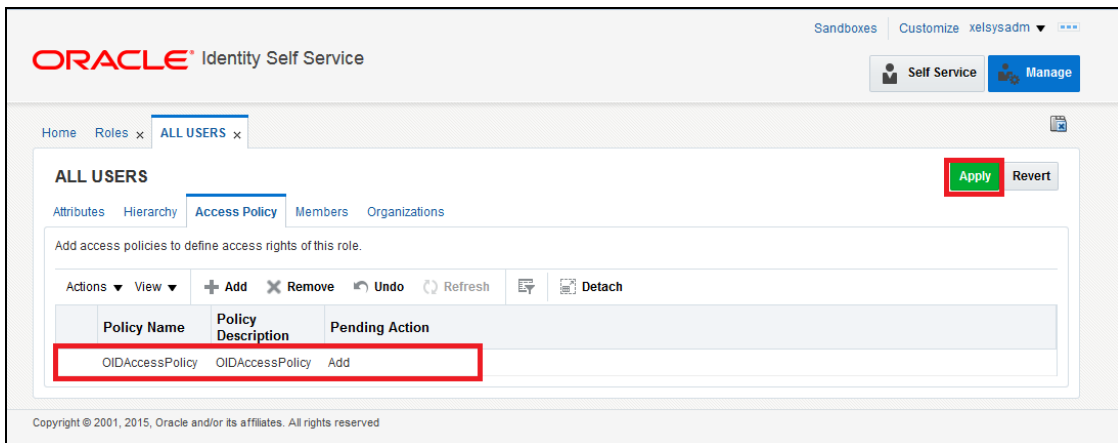 Sandboxes Customize xelsysadm
ORACLE® Identity Self Service
Self Service Manage
Home Roles x ALL USERS x
ALL USERS Apply Revert
Attributes Hierarchy Access Policy Members Organizations
Add access policies to define access rights of this role.
Actions View Add Remove Undo Refresh Detach
Policy Name Policy Description Pending Action
OIDAccessPolicy OIDAccessPolicy Add
Copyright © 2001, 2015, Oracle and/or its affiliates. All rights reserved